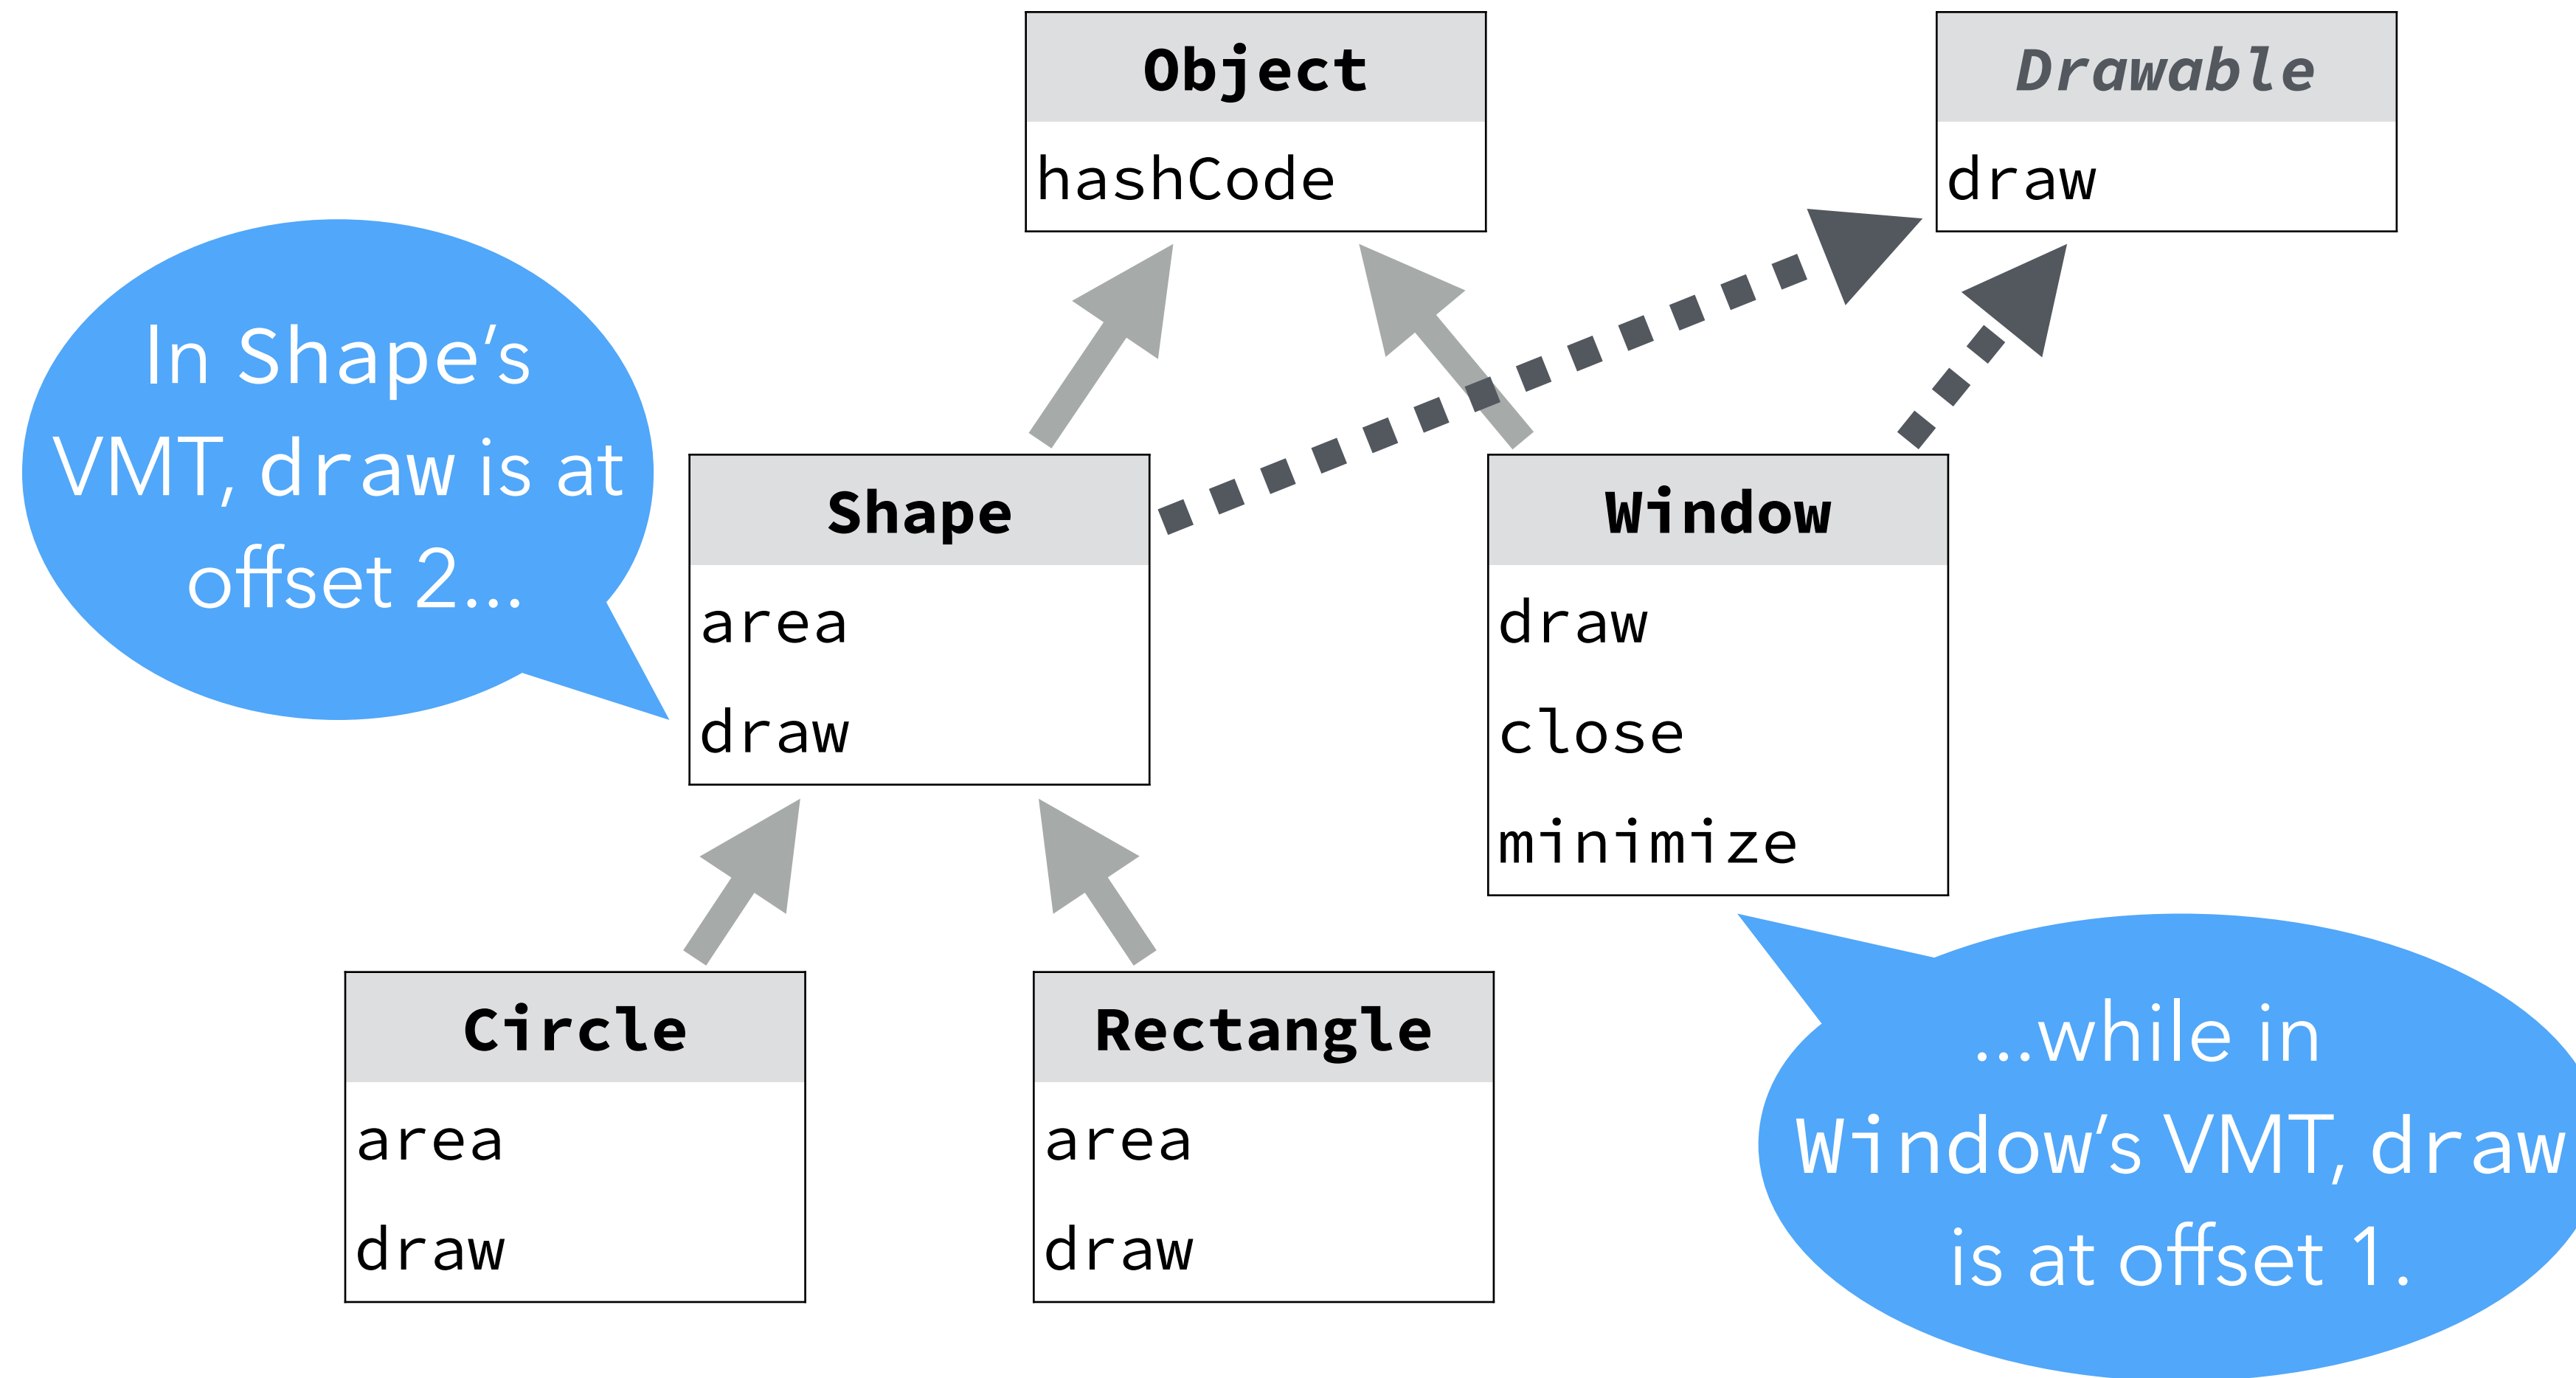 Object
hashCode
Drawable
draw
In Shape’s
VMT, draw is at
offset 2...
Shape
area
draw
Window
draw
close
minimize
Circle
area
draw
Rectangle
area
draw
...while in
Window’s VMT, draw
is at offset 1.